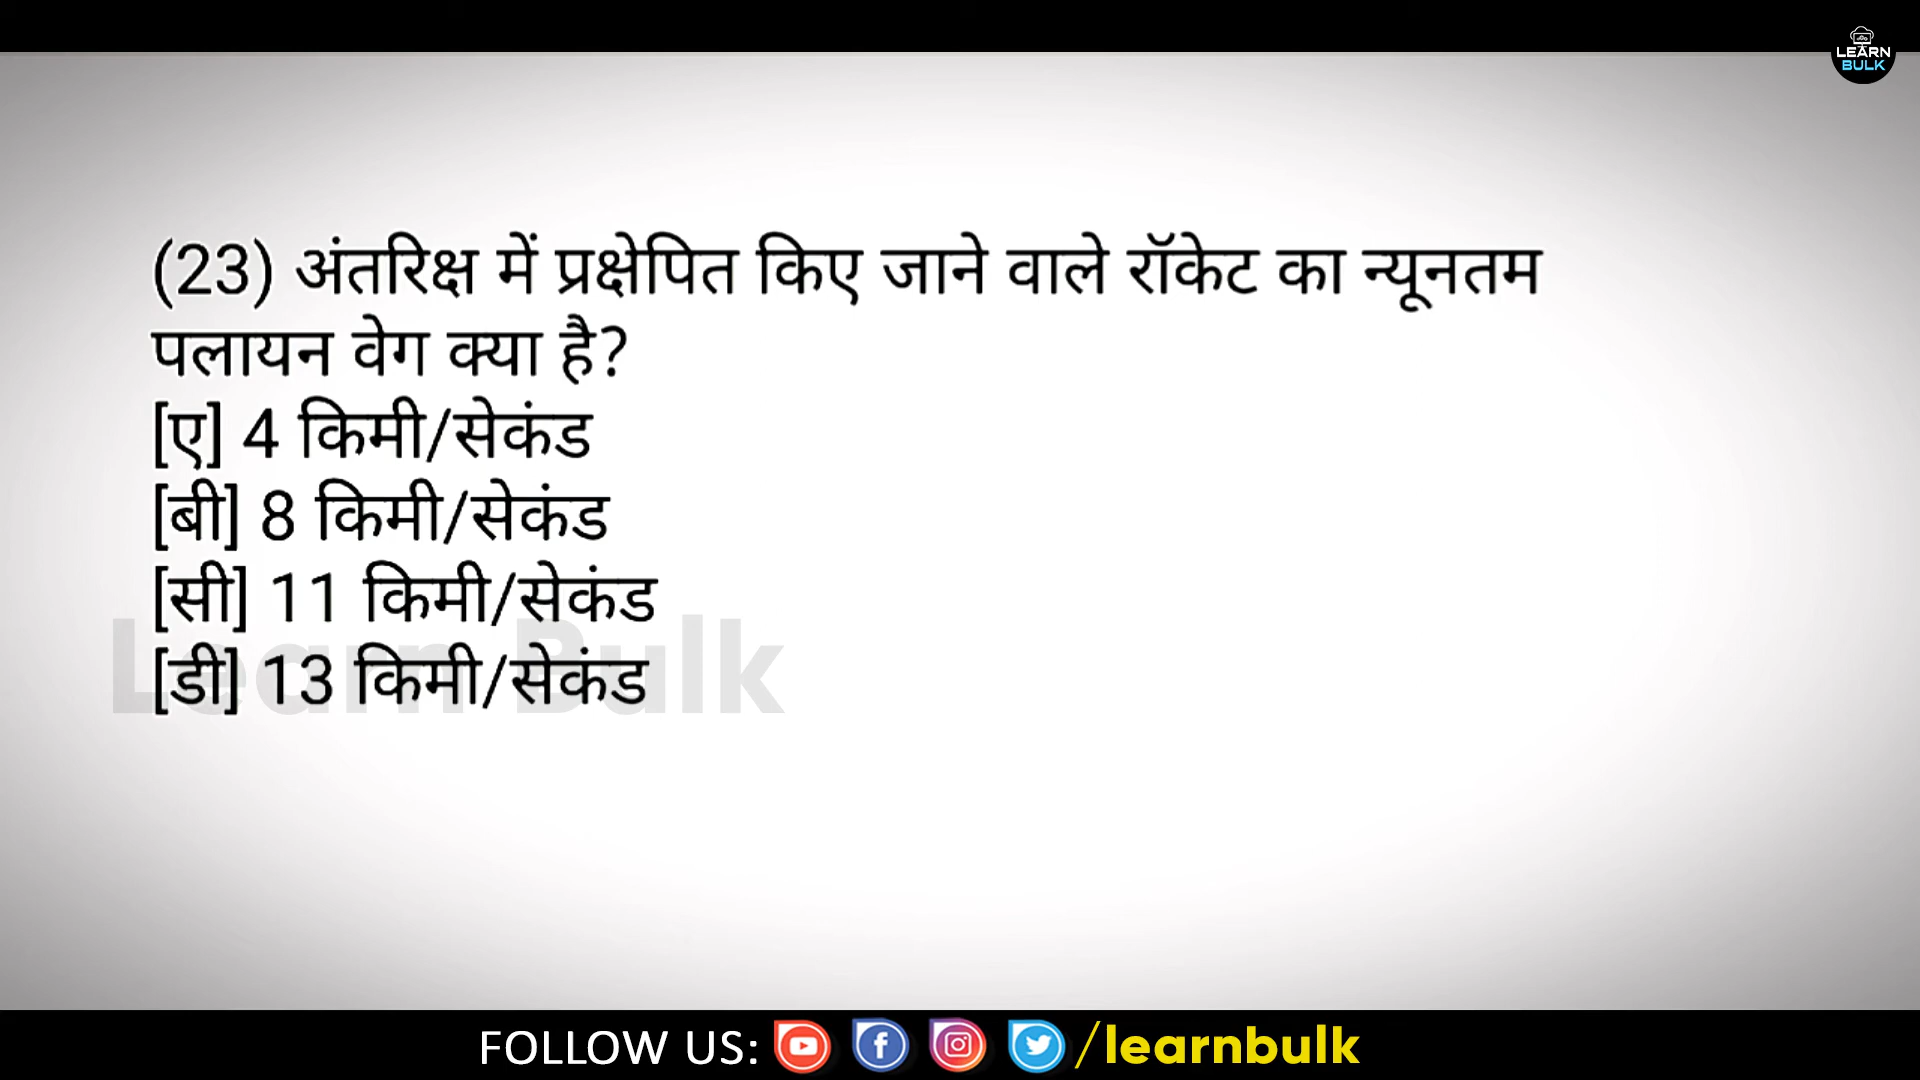 LEARN
BULK
(23) अंतरिक्ष में प्रक्षेपित किए जाने वाले रॉकेट का न्यूनतम
पलायन वेग क्या है?
[ए] 4 किमी/सेकंड
[बी] 8 किमी/सेकंड
[सी] 11 किमी/सेकंड
[डी] 13 किमी/सेकंड
Learn Bulk
FOLLOW US: /learnbulk